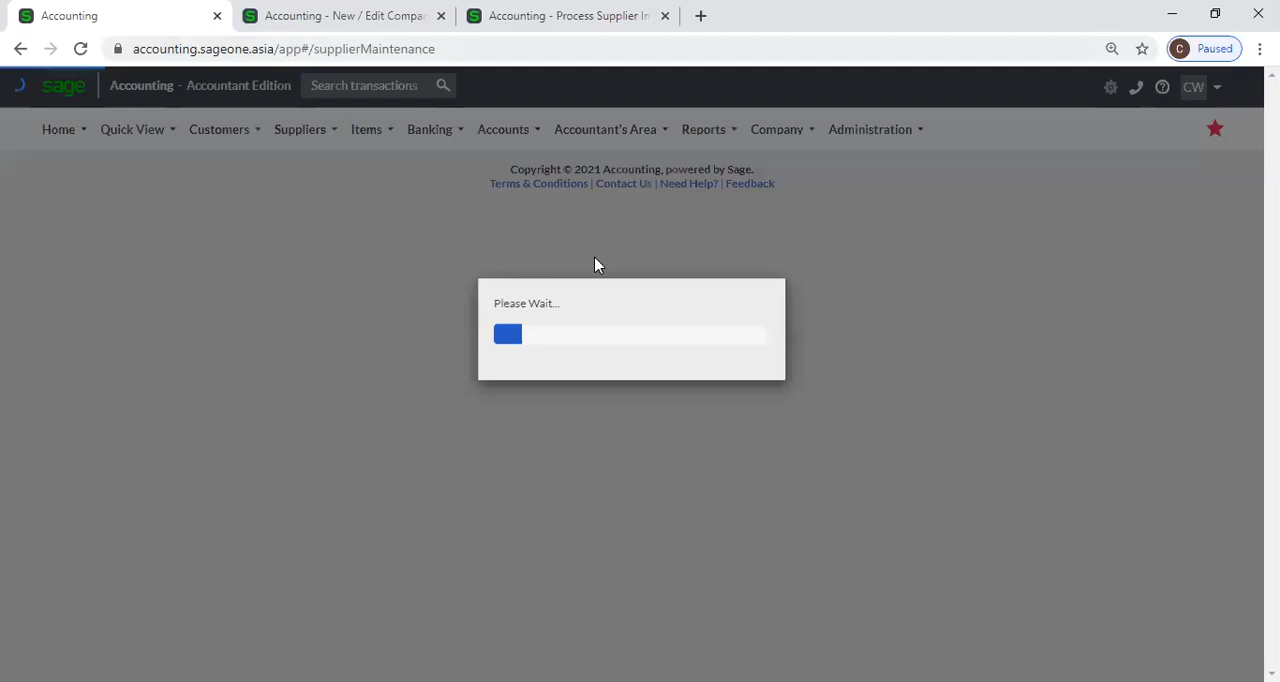 Accounting
Accounting - New / Edit Compa
Accounting - Process Supplier In
accounting.sageone.asia/app#/supplierMaintenance
C Paused
sage Accounting - Accountant Edition Search transactions CW
Home Quick View Customers Suppliers Items Banking Accounts Accountant's Area Reports Company Administration
Copyright © 2021 Accounting, powered by Sage.
Terms & Conditions | Contact Us | Need Help? | Feedback
Please Wait...